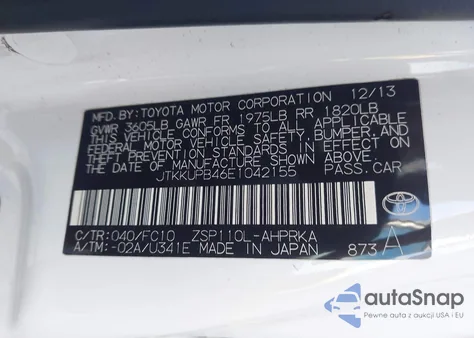 MFD. BY: TOYOTA MOTOR CORPORATION 12/13
GVWR 3605LB GAWR FR 1975LB RR 1820LB
THIS VEHICLE CONFORMS TO ALL APPLICABLE
FEDERAL MOTOR VEHICLE SAFETY, BUMPER, AND
THEFT PREVENTION STANDARDS IN EFFECT ON
THE DATE OF MANUFACTURE SHOWN ABOVE.
JTKKUPB46E1042155 PASS. CAR
C/TR: 040/FC10 ZSP110L-AHPRKA
A/TM: -02A/U341E MADE IN JAPAN 873 A
TOYOTA
autoSnap
Pewne auta z aukcji USA i EU